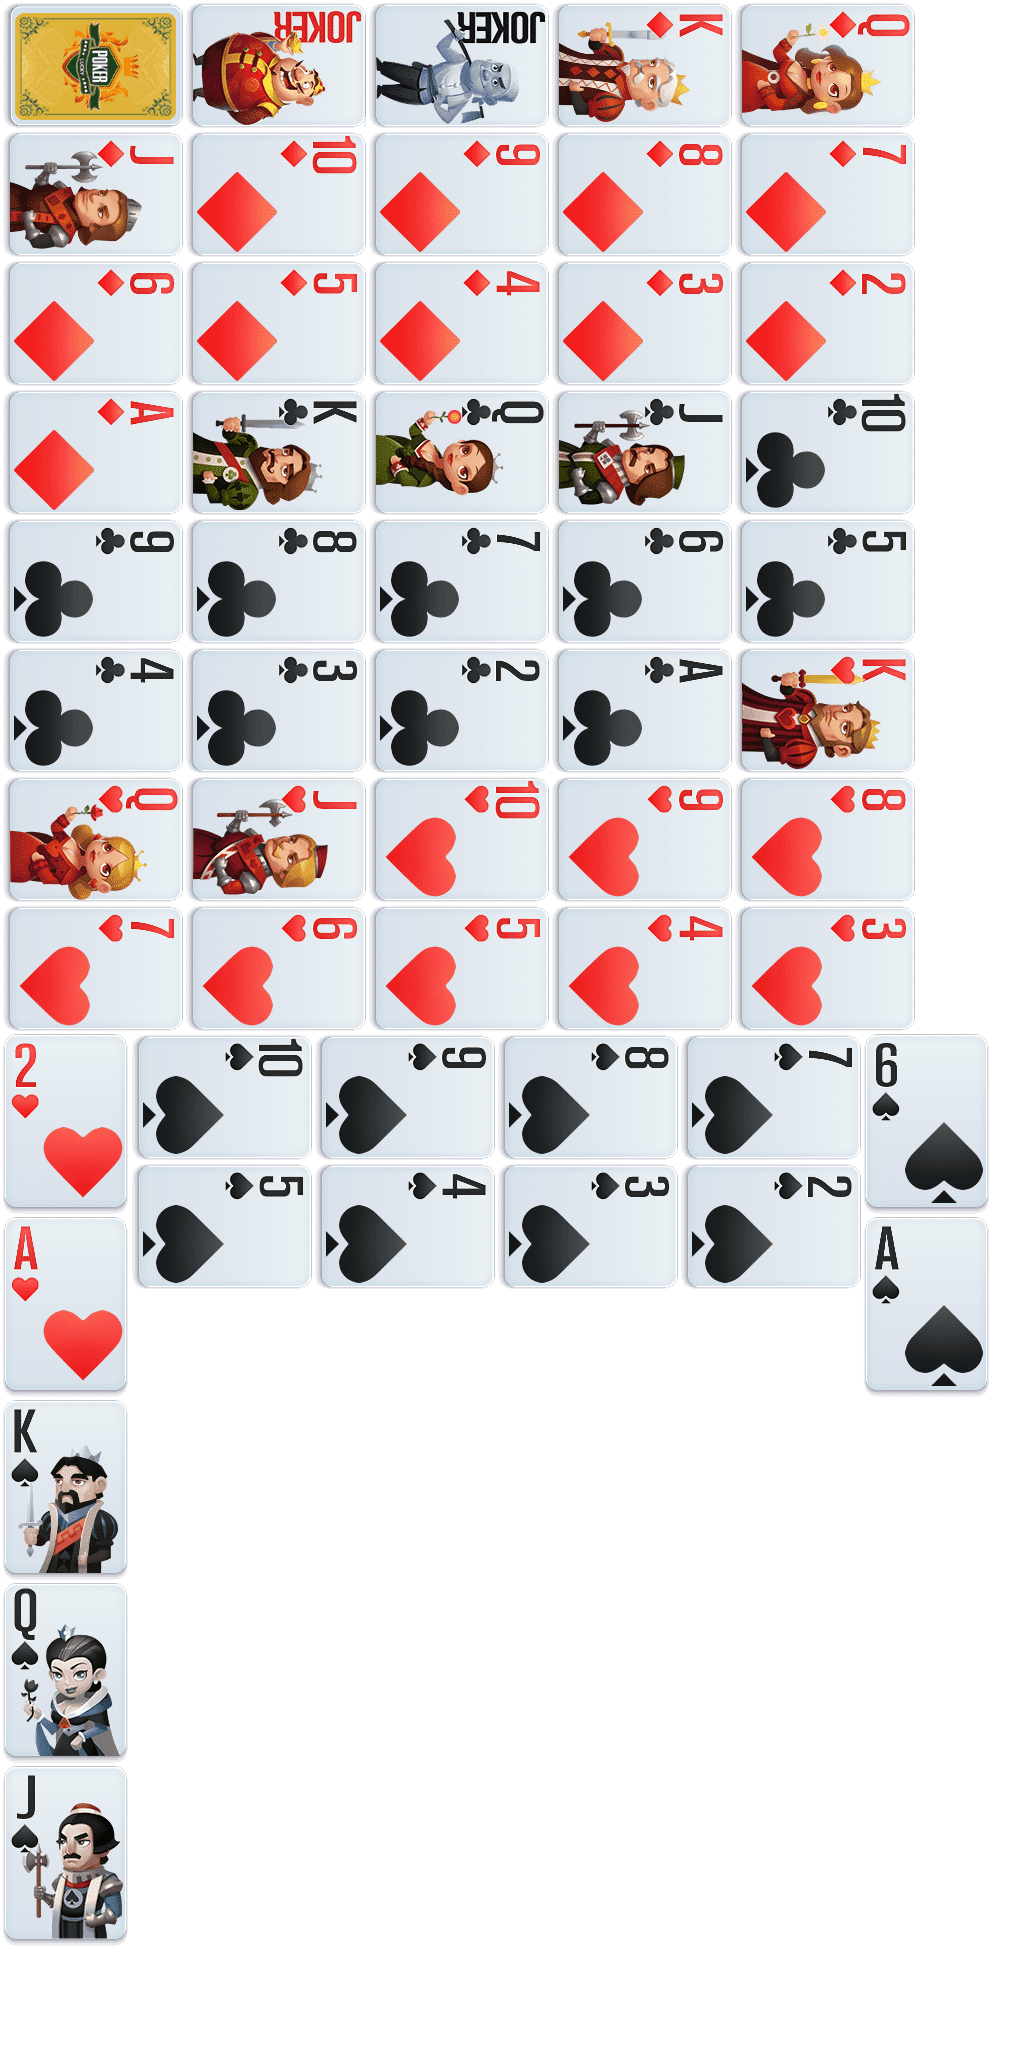 POKER JOKER JOKER K Q
J 10 9 8 7
6 5 4 3 2
A K Q J 10
9 8 7 6 5
4 3 2 A K
Q J 10 9 8
7 6 5 4 3
2 10 9 8 7 6
5 4 3 2
A A
K
Q
J